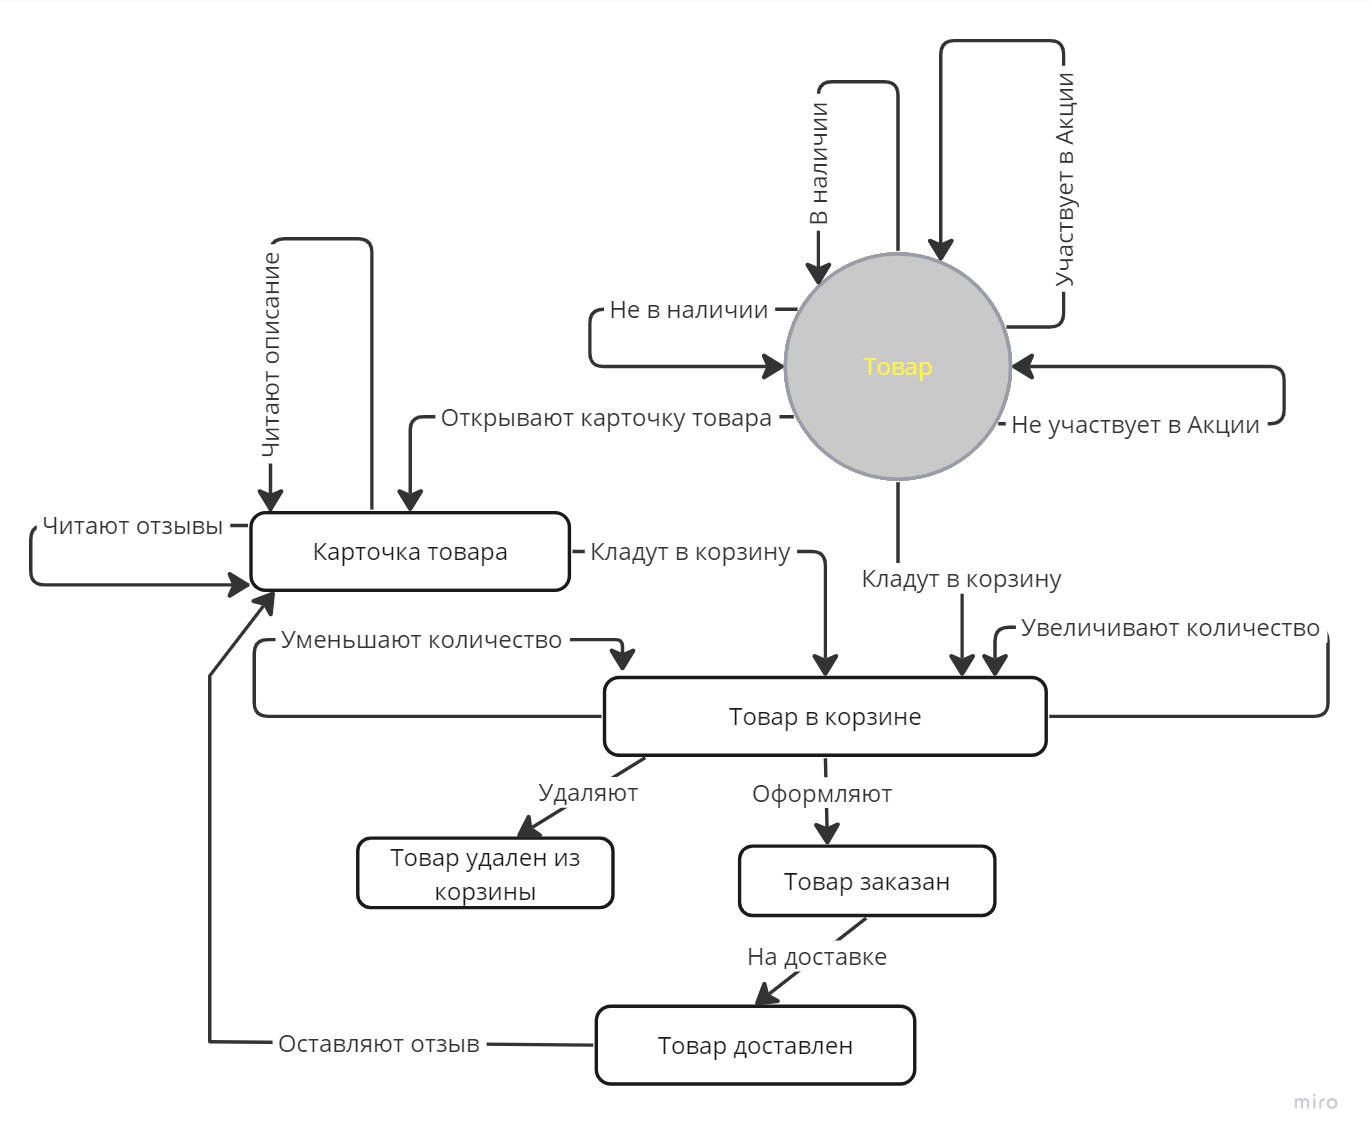 В наличии
Участвует в Акции
Читают описание
Не в наличии
Товар
Открывают карточку товара
Не участвует в Акции
Читают отзывы
Карточка товара
Кладут в корзину
Кладут в корзину
Уменьшают количество
Увеличивают количество
Товар в корзине
Удаляют
Оформляют
Товар удален из
корзины
Товар заказан
На доставке
Оставляют отзыв
Товар доставлен
miro